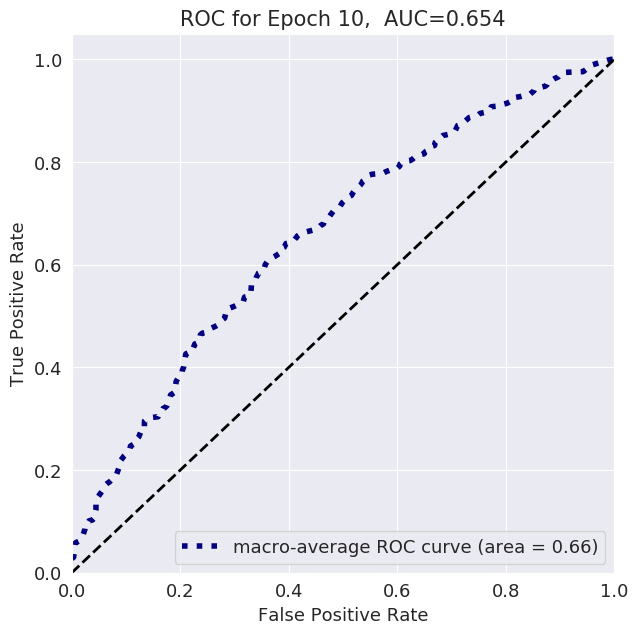 ROC for Epoch 10,  AUC=0.654
True Positive Rate
1.0
0.8
0.6
0.4
0.2
0.0
macro-average ROC curve (area = 0.66)
0.0 0.2 0.4 0.6 0.8 1.0
False Positive Rate